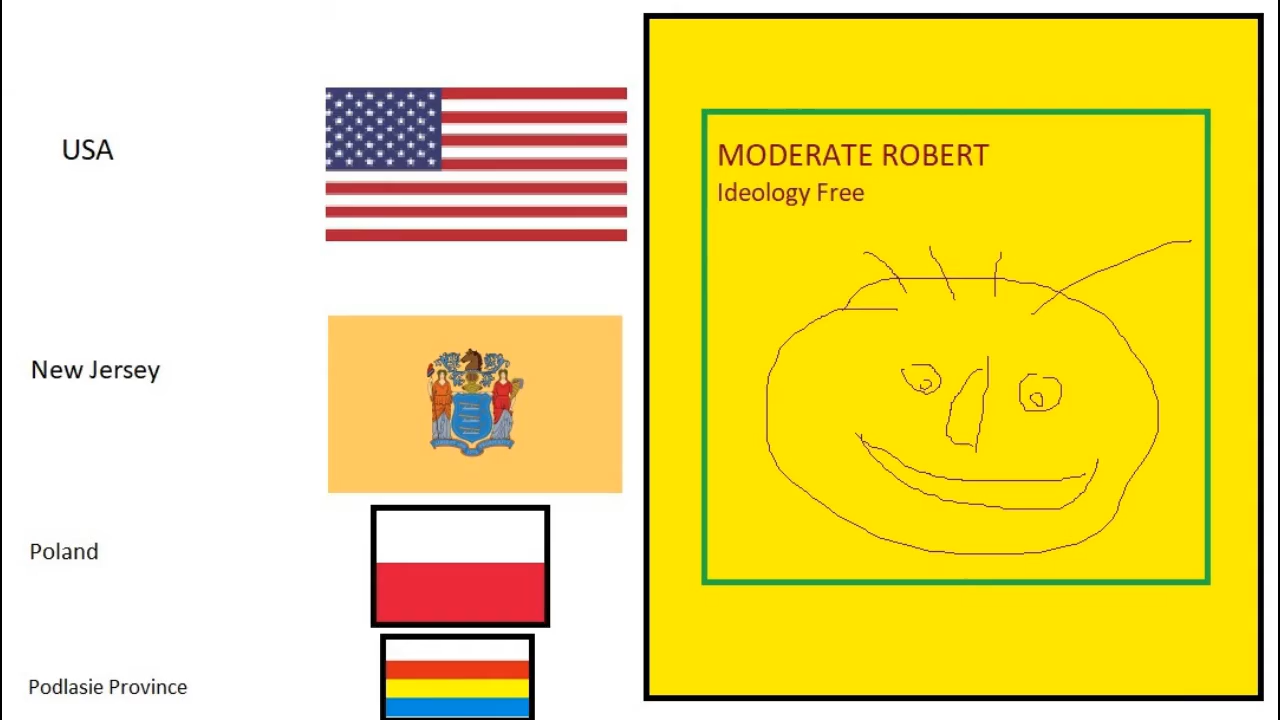 USA
New Jersey
Poland
Podlasie Province
MODERATE ROBERT
Ideology Free